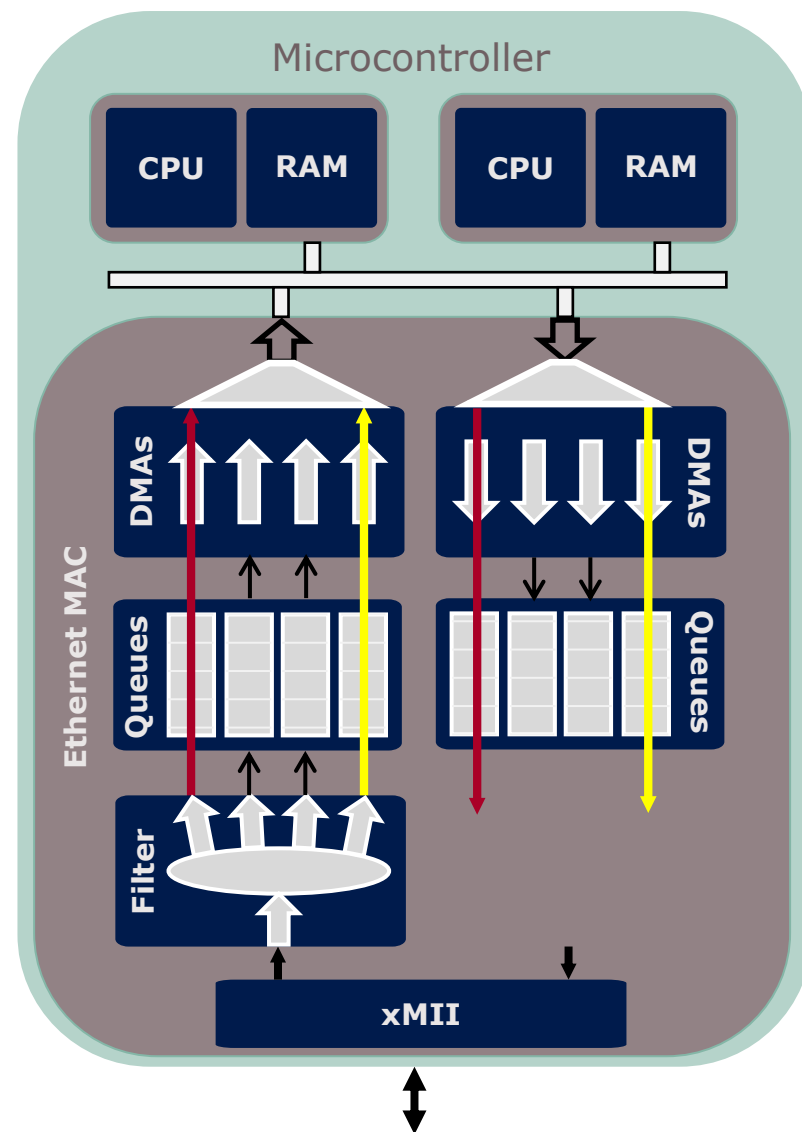 Microcontroller
CPU
RAM
CPU
RAM
Ethernet MAC
DMAs
DMAs
Queues
Queues
Filter
xMII